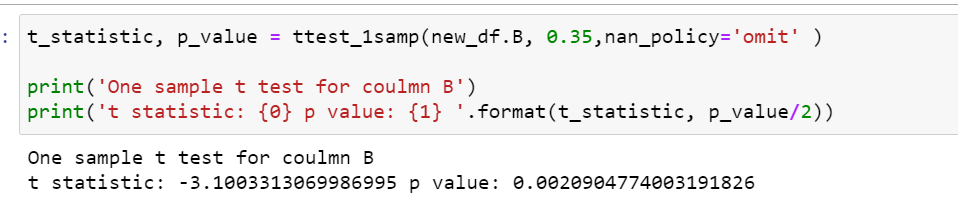 : t_statistic, p_value = ttest_1samp(new_df.B, 0.35,nan_policy='omit' )
print('One sample t test for coulmn B')
print('t statistic: {0} p value: {1} '.format(t_statistic, p_value/2))
One sample t test for coulmn B
t statistic: -3.1003313069986995 p value: 0.0020904774003191826